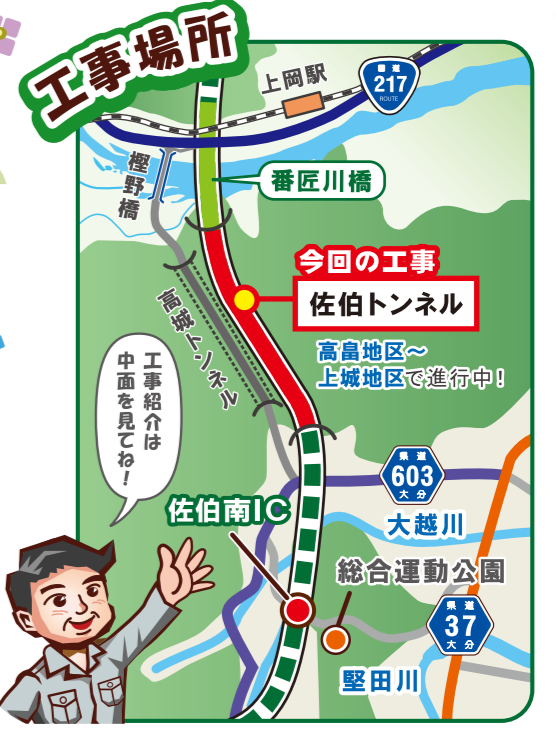 工事場所
上岡駅
国道
217
ROUTE
樫野橋
番匠川橋
今回の工事
佐伯トンネル
高城トンネル
高畠地区～
上城地区で進行中!
工事紹介は
中面を見てね!
県道
603
大分
佐伯南IC
大越川
総合運動公園
県道
37
大分
堅田川